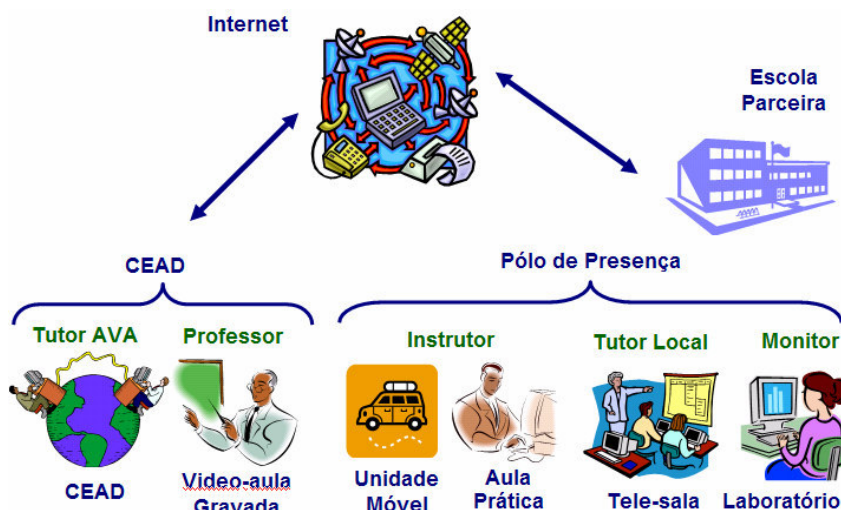 Internet
Escola
Parceira
CEAD
Pólo de Presença
Tutor AVA
Professor
Instrutor
Tutor Local
Monitor
CEAD
Video-aula
Gravada
Unidade
Móvel
Aula
Prática
Tele-sala
Laboratório